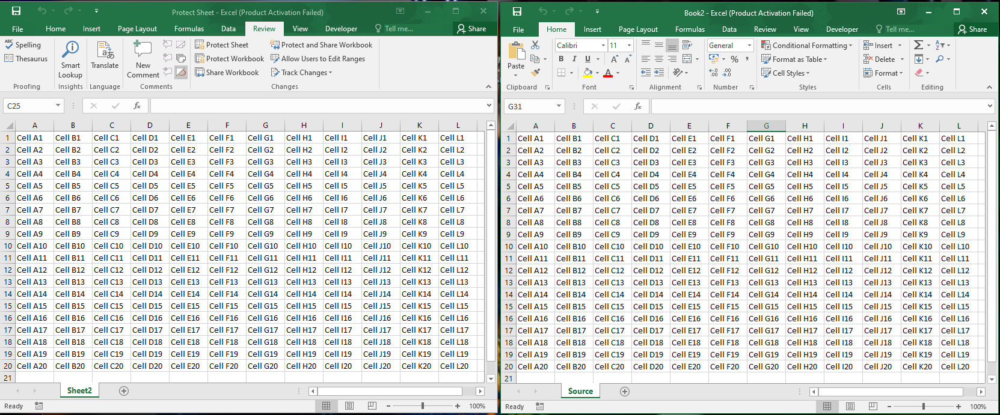 Protect Sheet - Excel (Product Activation Failed)
File Home Insert Page Layout Formulas Data Review View Developer Tell me... Share
ABC Spelling
Thesaurus
Proofing
Smart Lookup
Insights
Translate
Language
New Comment
Comments
Protect Sheet
Protect Workbook
Share Workbook
Protect and Share Workbook
Allow Users to Edit Ranges
Track Changes
Changes
C25 fx
A B C D E F G H I J K L
1 Cell A1 Cell B1 Cell C1 Cell D1 Cell E1 Cell F1 Cell G1 Cell H1 Cell I1 Cell J1 Cell K1 Cell L1
2 Cell A2 Cell B2 Cell C2 Cell D2 Cell E2 Cell F2 Cell G2 Cell H2 Cell I2 Cell J2 Cell K2 Cell L2
3 Cell A3 Cell B3 Cell C3 Cell D3 Cell E3 Cell F3 Cell G3 Cell H3 Cell I3 Cell J3 Cell K3 Cell L3
4 Cell A4 Cell B4 Cell C4 Cell D4 Cell E4 Cell F4 Cell G4 Cell H4 Cell I4 Cell J4 Cell K4 Cell L4
5 Cell A5 Cell B5 Cell C5 Cell D5 Cell E5 Cell F5 Cell G5 Cell H5 Cell I5 Cell J5 Cell K5 Cell L5
6 Cell A6 Cell B6 Cell C6 Cell D6 Cell E6 Cell F6 Cell G6 Cell H6 Cell I6 Cell J6 Cell K6 Cell L6
7 Cell A7 Cell B7 Cell C7 Cell D7 Cell E7 Cell F7 Cell G7 Cell H7 Cell I7 Cell J7 Cell K7 Cell L7
8 Cell A8 Cell B8 Cell C8 Cell D8 Cell E8 Cell F8 Cell G8 Cell H8 Cell I8 Cell J8 Cell K8 Cell L8
9 Cell A9 Cell B9 Cell C9 Cell D9 Cell E9 Cell F9 Cell G9 Cell H9 Cell I9 Cell J9 Cell K9 Cell L9
10 Cell A10 Cell B10 Cell C10 Cell D10 Cell E10 Cell F10 Cell G10 Cell H10 Cell I10 Cell J10 Cell K10 Cell L10
11 Cell A11 Cell B11 Cell C11 Cell D11 Cell E11 Cell F11 Cell G11 Cell H11 Cell I11 Cell J11 Cell K11 Cell L11
12 Cell A12 Cell B12 Cell C12 Cell D12 Cell E12 Cell F12 Cell G12 Cell H12 Cell I12 Cell J12 Cell K12 Cell L12
13 Cell A13 Cell B13 Cell C13 Cell D13 Cell E13 Cell F13 Cell G13 Cell H13 Cell I13 Cell J13 Cell K13 Cell L13
14 Cell A14 Cell B14 Cell C14 Cell D14 Cell E14 Cell F14 Cell G14 Cell H14 Cell I14 Cell J14 Cell K14 Cell L14
15 Cell A15 Cell B15 Cell C15 Cell D15 Cell E15 Cell F15 Cell G15 Cell H15 Cell I15 Cell J15 Cell K15 Cell L15
16 Cell A16 Cell B16 Cell C16 Cell D16 Cell E16 Cell F16 Cell G16 Cell H16 Cell I16 Cell J16 Cell K16 Cell L16
17 Cell A17 Cell B17 Cell C17 Cell D17 Cell E17 Cell F17 Cell G17 Cell H17 Cell I17 Cell J17 Cell K17 Cell L17
18 Cell A18 Cell B18 Cell C18 Cell D18 Cell E18 Cell F18 Cell G18 Cell H18 Cell I18 Cell J18 Cell K18 Cell L18
19 Cell A19 Cell B19 Cell C19 Cell D19 Cell E19 Cell F19 Cell G19 Cell H19 Cell I19 Cell J19 Cell K19 Cell L19
20 Cell A20 Cell B20 Cell C20 Cell D20 Cell E20 Cell F20 Cell G20 Cell H20 Cell I20 Cell J20 Cell K20 Cell L20
21
Sheet2
Ready 100%
Book2 - Excel (Product Activation Failed)
File Home Insert Page Layout Formulas Data Review View Developer Tell me... Share
Paste
Clipboard
Calibri 11
B I U A A
A
Font
Alignment
General
% ,
.00 .00
Number
Conditional Formatting
Format as Table
Cell Styles
Styles
Insert
Delete
Format
Cells
Editing
G31 fx
A B C D E F G H I J K L
1 Cell A1 Cell B1 Cell C1 Cell D1 Cell E1 Cell F1 Cell G1 Cell H1 Cell I1 Cell J1 Cell K1 Cell L1
2 Cell A2 Cell B2 Cell C2 Cell D2 Cell E2 Cell F2 Cell G2 Cell H2 Cell I2 Cell J2 Cell K2 Cell L2
3 Cell A3 Cell B3 Cell C3 Cell D3 Cell E3 Cell F3 Cell G3 Cell H3 Cell I3 Cell J3 Cell K3 Cell L3
4 Cell A4 Cell B4 Cell C4 Cell D4 Cell E4 Cell F4 Cell G4 Cell H4 Cell I4 Cell J4 Cell K4 Cell L4
5 Cell A5 Cell B5 Cell C5 Cell D5 Cell E5 Cell F5 Cell G5 Cell H5 Cell I5 Cell J5 Cell K5 Cell L5
6 Cell A6 Cell B6 Cell C6 Cell D6 Cell E6 Cell F6 Cell G6 Cell H6 Cell I6 Cell J6 Cell K6 Cell L6
7 Cell A7 Cell B7 Cell C7 Cell D7 Cell E7 Cell F7 Cell G7 Cell H7 Cell I7 Cell J7 Cell K7 Cell L7
8 Cell A8 Cell B8 Cell C8 Cell D8 Cell E8 Cell F8 Cell G8 Cell H8 Cell I8 Cell J8 Cell K8 Cell L8
9 Cell A9 Cell B9 Cell C9 Cell D9 Cell E9 Cell F9 Cell G9 Cell H9 Cell I9 Cell J9 Cell K9 Cell L9
10 Cell A10 Cell B10 Cell C10 Cell D10 Cell E10 Cell F10 Cell G10 Cell H10 Cell I10 Cell J10 Cell K10 Cell L10
11 Cell A11 Cell B11 Cell C11 Cell D11 Cell E11 Cell F11 Cell G11 Cell H11 Cell I11 Cell J11 Cell K11 Cell L11
12 Cell A12 Cell B12 Cell C12 Cell D12 Cell E12 Cell F12 Cell G12 Cell H12 Cell I12 Cell J12 Cell K12 Cell L12
13 Cell A13 Cell B13 Cell C13 Cell D13 Cell E13 Cell F13 Cell G13 Cell H13 Cell I13 Cell J13 Cell K13 Cell L13
14 Cell A14 Cell B14 Cell C14 Cell D14 Cell E14 Cell F14 Cell G14 Cell H14 Cell I14 Cell J14 Cell K14 Cell L14
15 Cell A15 Cell B15 Cell C15 Cell D15 Cell E15 Cell F15 Cell G15 Cell H15 Cell I15 Cell J15 Cell K15 Cell L15
16 Cell A16 Cell B16 Cell C16 Cell D16 Cell E16 Cell F16 Cell G16 Cell H16 Cell I16 Cell J16 Cell K16 Cell L16
17 Cell A17 Cell B17 Cell C17 Cell D17 Cell E17 Cell F17 Cell G17 Cell H17 Cell I17 Cell J17 Cell K17 Cell L17
18 Cell A18 Cell B18 Cell C18 Cell D18 Cell E18 Cell F18 Cell G18 Cell H18 Cell I18 Cell J18 Cell K18 Cell L18
19 Cell A19 Cell B19 Cell C19 Cell D19 Cell E19 Cell F19 Cell G19 Cell H19 Cell I19 Cell J19 Cell K19 Cell L19
20 Cell A20 Cell B20 Cell C20 Cell D20 Cell E20 Cell F20 Cell G20 Cell H20 Cell I20 Cell J20 Cell K20 Cell L20
21
Source
Ready 100%